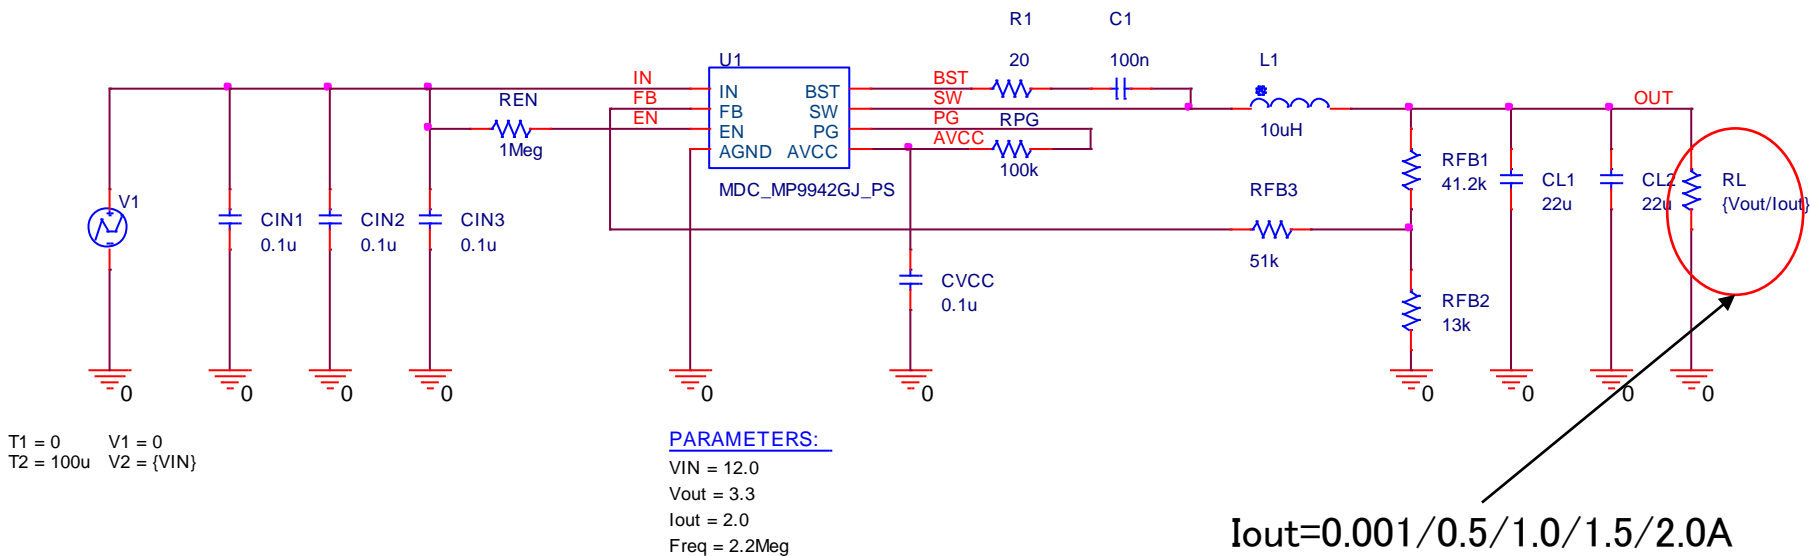 R1
C1
U1
20
100n
L1
IN
BST
IN
BST
FB
SW
REN
FB
SW
EN
PG
RPG
OUT
EN
PG
10uH
1Meg
AVCC
AGND
AVCC
100k
RFB1
41.2k
CL1
22u
CL2
22u
RL
{Vout/Iout}
MDC_MP9942GJ_PS
RFB3
V1
CIN1
0.1u
CIN2
0.1u
CIN3
0.1u
51k
CVCC
0.1u
RFB2
13k
0
0
0
0
0
0
0
0
0
0
T1 = 0
V1 = 0
T2 = 100u
V2 = {VIN}
PARAMETERS:
VIN = 12.0
Vout = 3.3
Iout = 2.0
Freq = 2.2Meg
Iout=0.001/0.5/1.0/1.5/2.0A